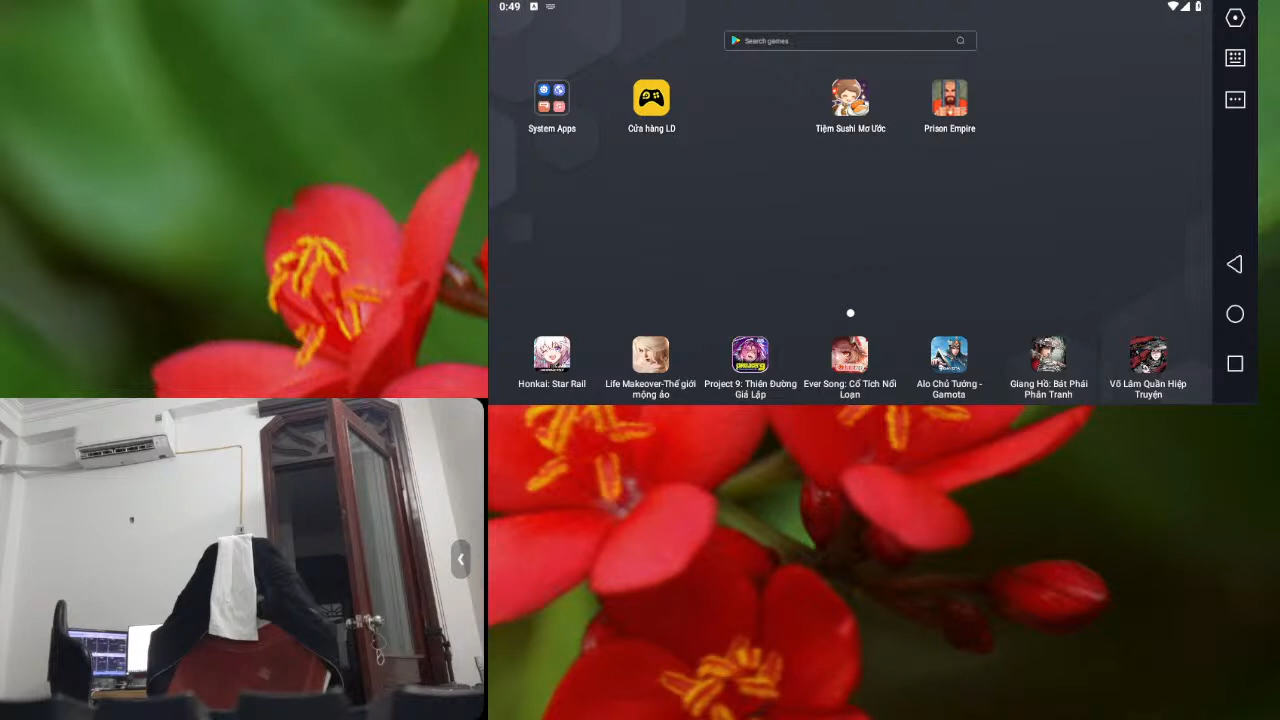 0:49
Search games
System Apps
Cửa hàng LD
Tiệm Sushi Mơ Ước
Prison Empire
Honkai: Star Rail
Life Makeover-Thế giới
mộng ảo
Project 9: Thiên Đường
Giả Lập
Ever Song: Cổ Tích Nổi
Loạn
Alo Chủ Tướng -
Gamota
Giang Hồ: Bát Phái
Phân Tranh
Võ Lâm Quần Hiệp
Truyện